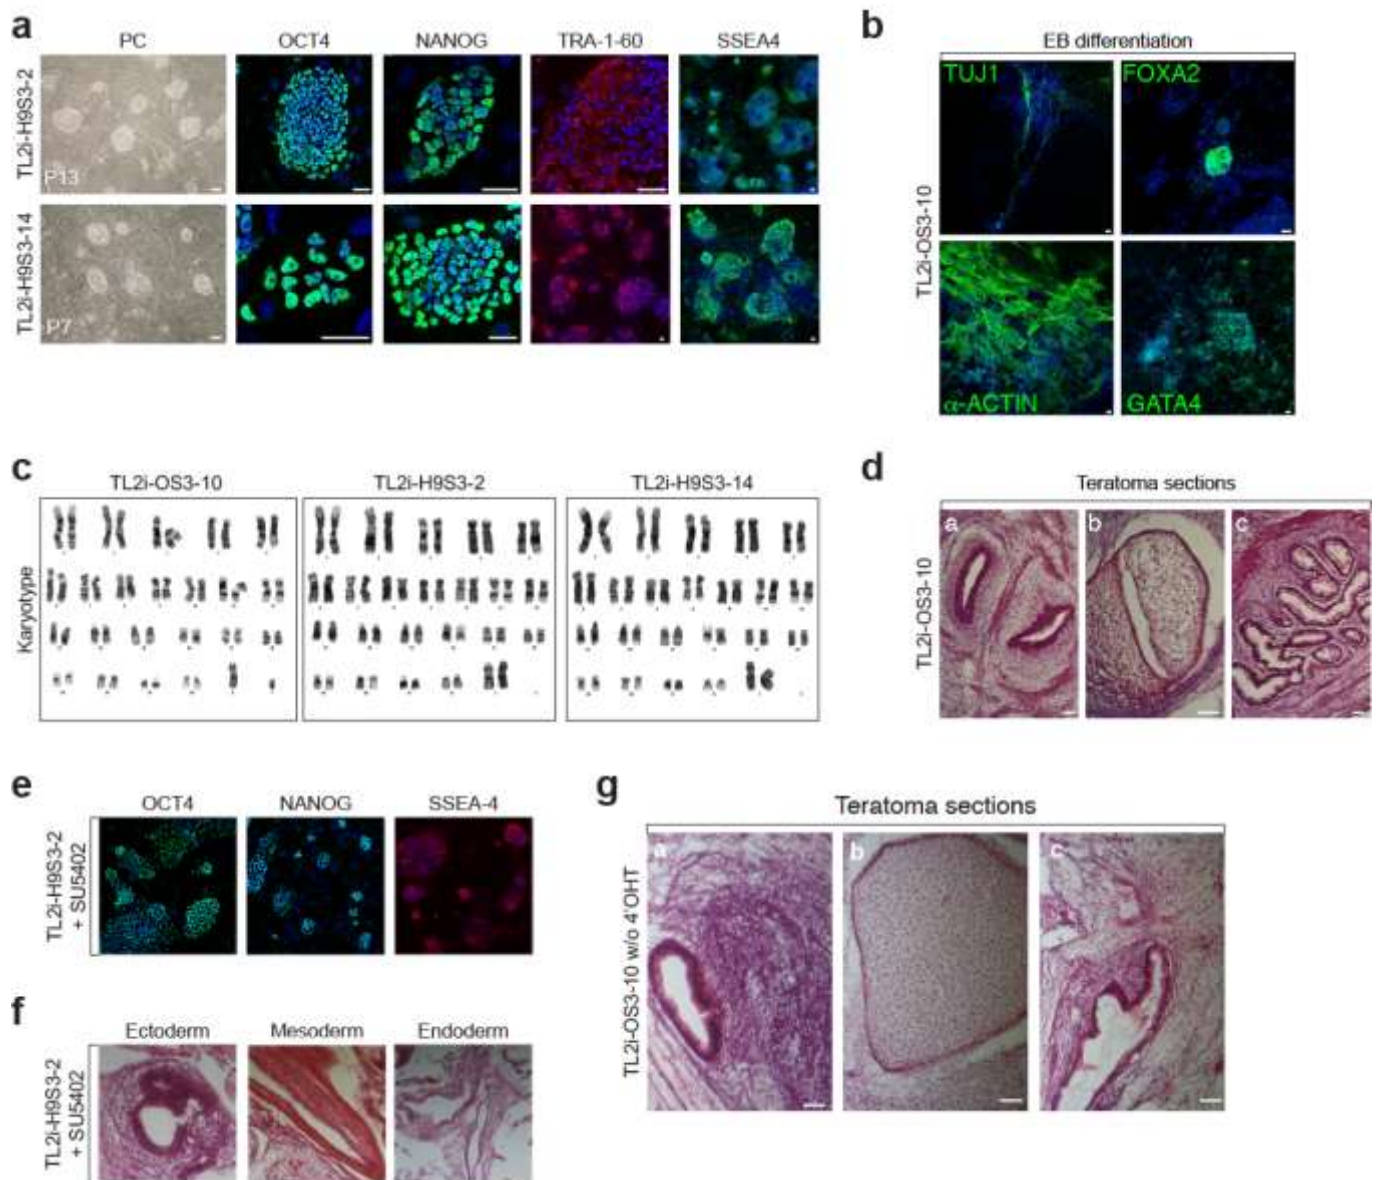 a
PC OCT4 NANOG TRA-1-60 SSEA4
TL2i-H9S3-2
P13
TL2i-H9S3-14
P7
b
EB differentiation
TL2i-OS3-10
TUJ1 FOXA2
α-ACTIN GATA4
c
TL2i-OS3-10 TL2i-H9S3-2 TL2i-H9S3-14
Karyotype
d
Teratoma sections
TL2i-OS3-10
a b c
e
OCT4 NANOG SSEA-4
TL2i-H9S3-2
+ SU5402
f
Ectoderm Mesoderm Endoderm
TL2i-H9S3-2
+ SU5402
g
Teratoma sections
TL2i-OS3-10 w/o 4'OHT
a b c